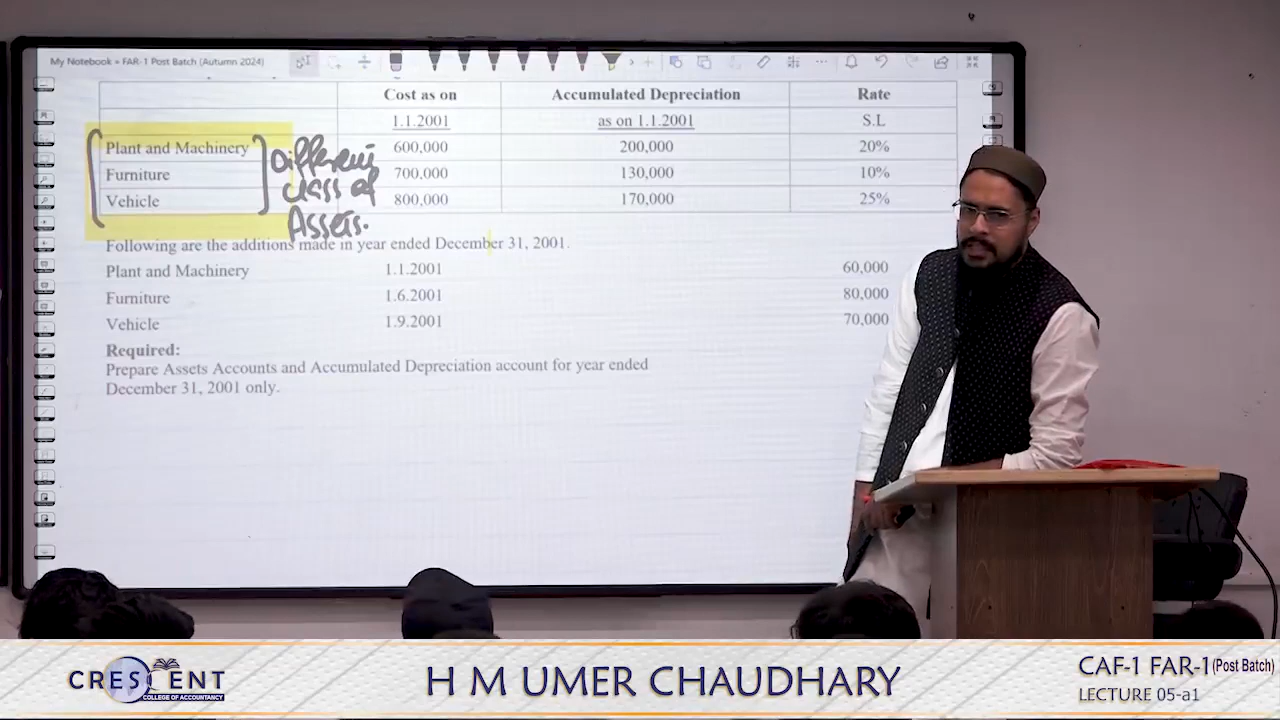 My Notebook » FAR-1 Post Batch (Autumn 2024)
Cost as on Accumulated Depreciation Rate
1.1.2001 as on 1.1.2001 S.L
Plant and Machinery 600,000 200,000 20%
Furniture 700,000 130,000 10%
Vehicle 800,000 170,000 25%
Different
class of
Assets.
Following are the additions made in year ended December 31, 2001.
Plant and Machinery 1.1.2001 60,000
Furniture 1.6.2001 80,000
Vehicle 1.9.2001 70,000
Required:
Prepare Assets Accounts and Accumulated Depreciation account for year ended
December 31, 2001 only.
CRESCENT
COLLEGE OF ACCOUNTANCY
H M UMER CHAUDHARY
CAF-1 FAR-1 (Post Batch)
LECTURE 05-a1